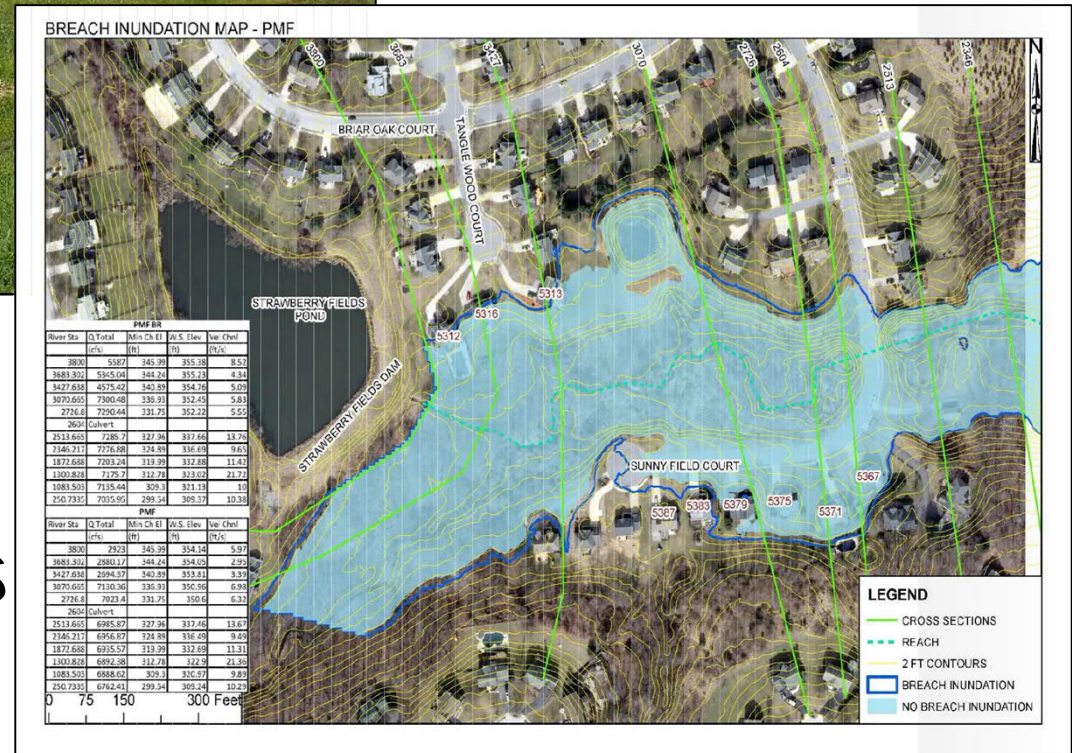 BREACH INUNDATION MAP - PMF
3800
3683
3427
3070
2726
2604
2513
2346
N
BRIAR OAK COURT
TANGLE WOOD COURT
STRAWBERRY FIELDS
POND
STRAWBERRY FIELDS DAM
5312
5316
5313
SUNNY FIELD COURT
5387
5383
5379
5375
5371
5367
PMF BR
River Sta Q Total Min Ch El W.S. Elev Vel Chnl
(cfs) (ft) (ft) (ft/s)
3800 5587 345.99 355.38 8.52
3683.302 5345.04 344.24 355.23 4.34
3427.638 4575.42 340.89 354.76 5.09
3070.665 7300.48 336.93 352.45 5.83
2726.8 7290.44 331.75 352.22 5.55
2604 Culvert
2513.665 7285.7 327.96 337.66 13.76
2346.217 7276.88 324.89 336.69 9.65
1872.688 7203.24 319.99 332.88 11.42
1300.828 7175.7 312.78 323.02 21.72
1083.503 7135.44 309.3 321.13 10
250.7335 7035.95 299.54 309.37 10.38
PMF
River Sta Q Total Min Ch El W.S. Elev Vel Chnl
(cfs) (ft) (ft) (ft/s)
3800 2923 345.99 354.14 5.97
3683.302 2880.17 344.24 354.05 2.95
3427.638 2694.57 340.89 353.81 3.39
3070.665 7130.36 336.93 350.96 6.98
2726.8 7023.4 331.75 350.6 6.32
2604 Culvert
2513.665 6985.87 327.96 337.46 13.67
2346.217 6956.87 324.89 336.49 9.49
1872.688 6935.57 319.99 332.69 11.31
1300.828 6892.38 312.78 322.9 21.36
1083.503 6888.62 309.3 320.97 9.89
250.7335 6762.41 299.54 309.24 10.29
0 75 150 300 Feet
LEGEND
CROSS SECTIONS
REACH
2 FT CONTOURS
BREACH INUNDATION
NO BREACH INUNDATION